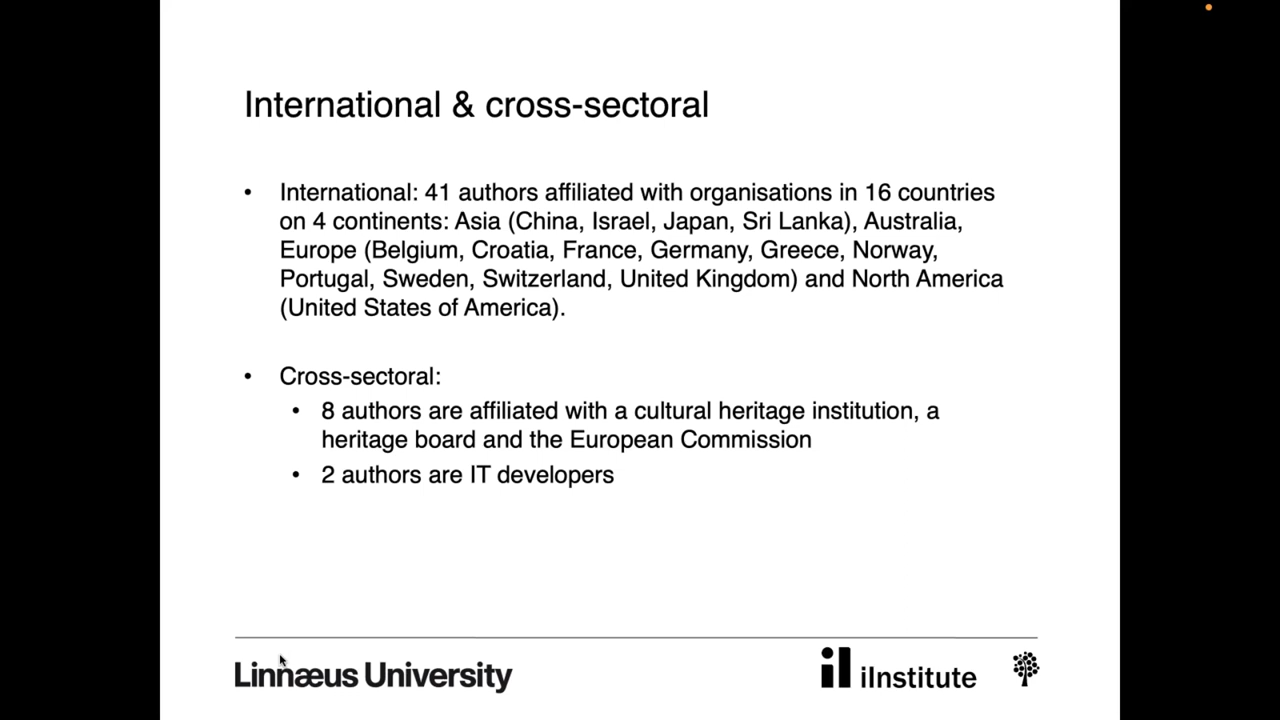 International & cross-sectoral
• International: 41 authors affiliated with organisations in 16 countries
on 4 continents: Asia (China, Israel, Japan, Sri Lanka), Australia,
Europe (Belgium, Croatia, France, Germany, Greece, Norway,
Portugal, Sweden, Switzerland, United Kingdom) and North America
(United States of America).
• Cross-sectoral:
• 8 authors are affiliated with a cultural heritage institution, a
heritage board and the European Commission
• 2 authors are IT developers
Linnæus University
iI iInstitute